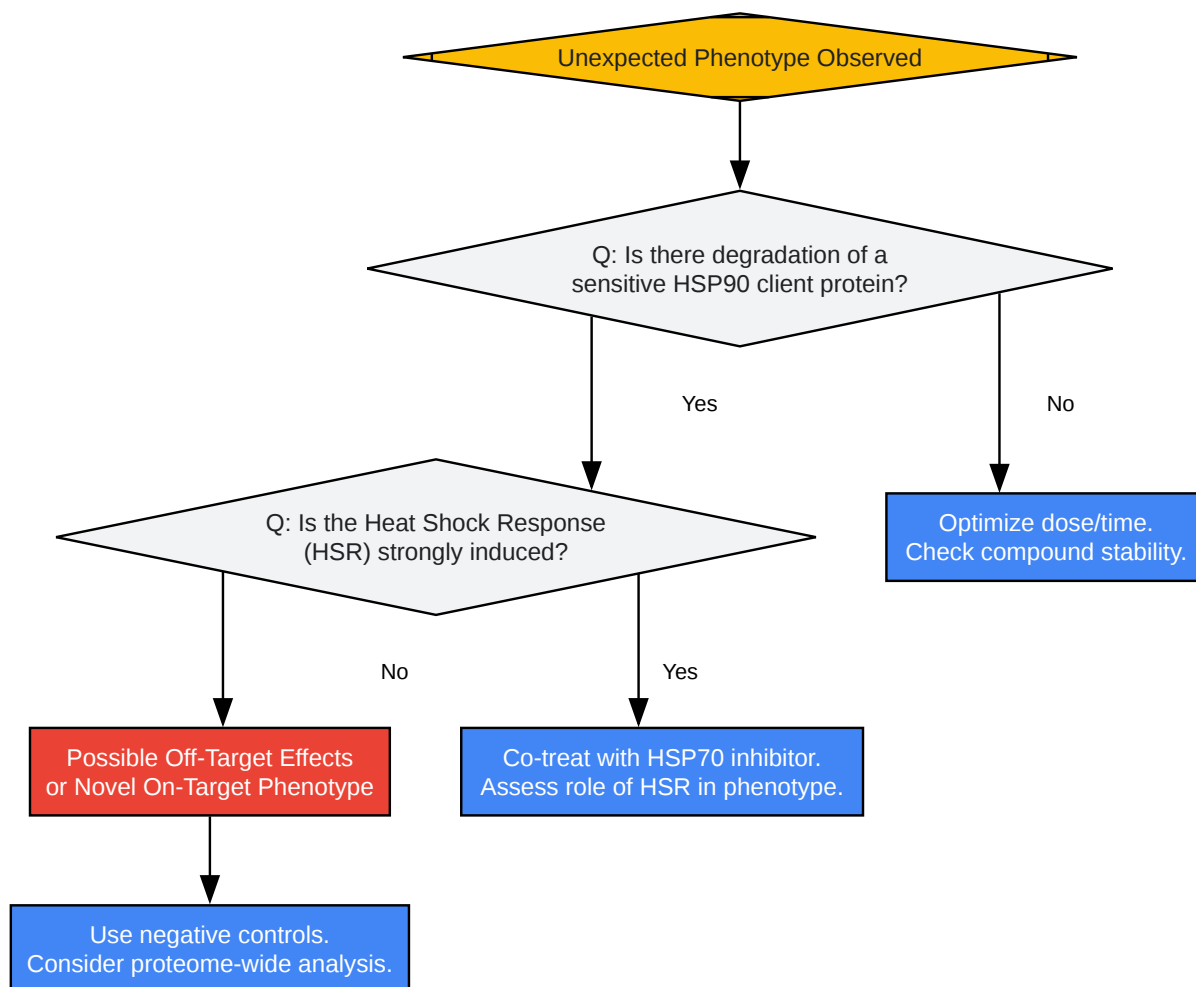 Unexpected Phenotype Observed
Q: Is there degradation of a
sensitive HSP90 client protein?
Yes
No
Q: Is the Heat Shock Response
(HSR) strongly induced?
Optimize dose/time.
Check compound stability.
No
Yes
Possible Off-Target Effects
or Novel On-Target Phenotype
Co-treat with HSP70 inhibitor.
Assess role of HSR in phenotype.
Use negative controls.
Consider proteome-wide analysis.